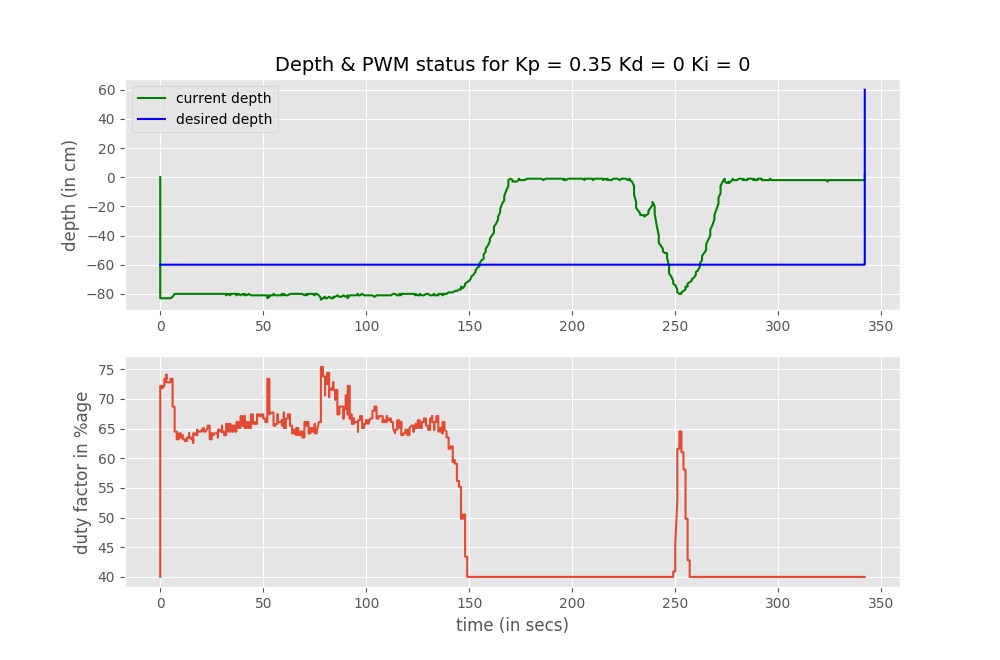 Depth & PWM status for Kp = 0.35 Kd = 0 Ki = 0
current depth
desired depth
depth (in cm)
60
40
20
0
−20
−40
−60
−80
0 50 100 150 200 250 300 350
duty factor in %age
75
70
65
60
55
50
45
40
0 50 100 150 200 250 300 350
time (in secs)